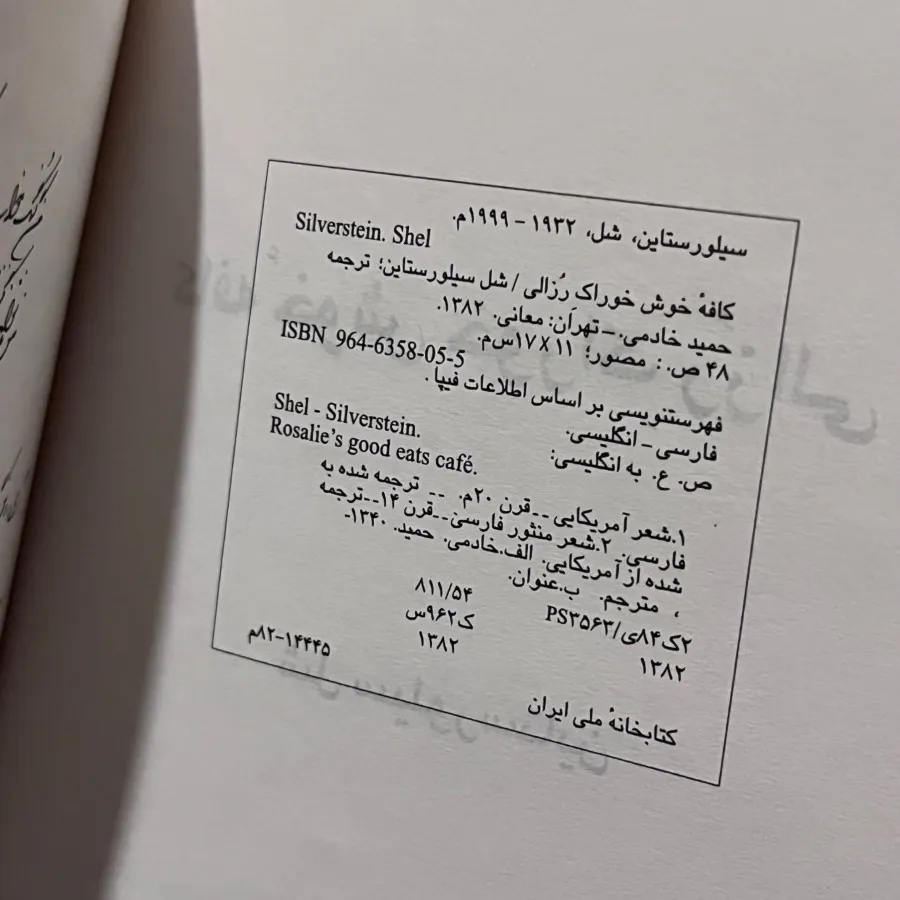 سیلورستاین، شل، ۱۹۳۲ - ۱۹۹۹م.
Silverstein. Shel
کافهٔ خوش خوراکِ رُزالی / شل سیلورستاین؛ ترجمه
حمید خادمی. ـ تهران: معانی. ۱۳۸۲.
۴۸ ص. : مصور؛ ۱۱ X ۱۷س‌م.
ISBN 964-6358-05-5
فهرستنویسی بر اساس اطلاعات فیپا .
فارسی - انگلیسی.
Shel - Silverstein.
ص. ع. به انگلیسی:
Rosalie's good eats café.
۱.شعر آمریکایی -- قرن ۲۰م. -- ترجمه شده به
فارسی. ۲.شعر منثور فارسی--قرن ۱۴--ترجمه
شده از آمریکایی. الف.خادمی. حمید. ۱۳۴۰-
، مترجم. ب.عنوان.
۸۱۱/۵۴
PS۳۵۶۳/ی۸۴ک۲
ک۹۶۲س
۱۳۸۲
۱۳۸۲
۸۲-۱۴۴۴۵م
کتابخانهٔ ملی ایران